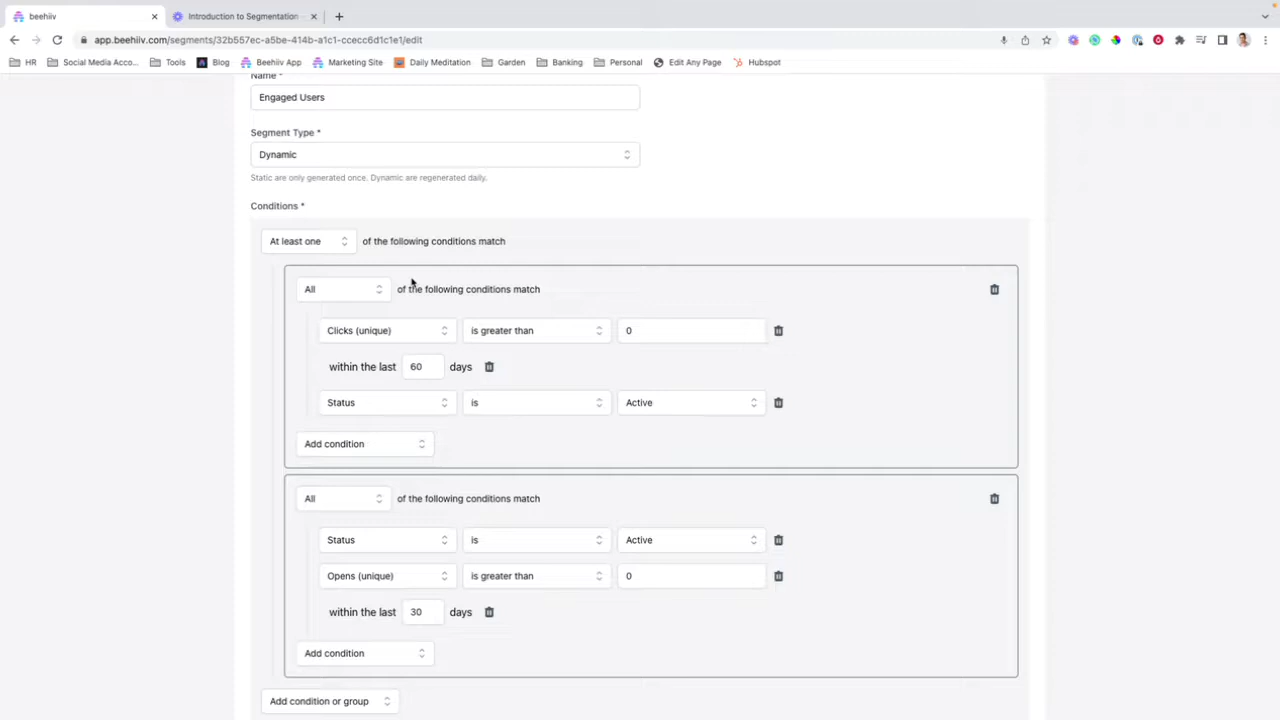 beehiiv
Introduction to Segmentation
app.beehiiv.com/segments/32b557ec-a5be-414b-a1c1-ccecc6d1c1e1/edit
HR Social Media Acco... Tools Blog Beehiiv App Marketing Site Daily Meditation Garden Banking Personal Edit Any Page Hubspot
Name *
Engaged Users
Segment Type *
Dynamic
Static are only generated once. Dynamic are regenerated daily.
Conditions *
At least one of the following conditions match
All of the following conditions match
Clicks (unique) is greater than 0
within the last 60 days
Status is Active
Add condition
All of the following conditions match
Status is Active
Opens (unique) is greater than 0
within the last 30 days
Add condition
Add condition or group